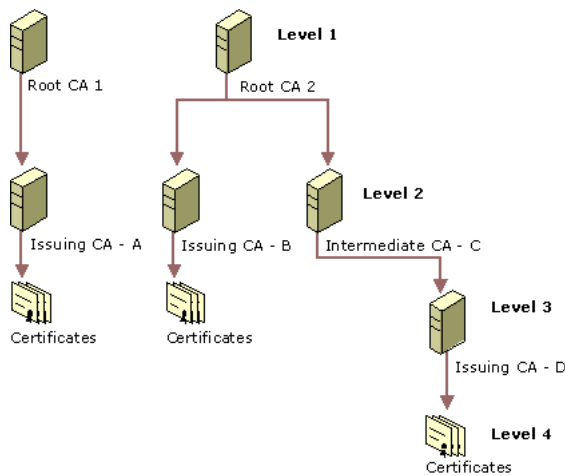 Level 1
Root CA 1
Root CA 2
Level 2
Issuing CA - A
Issuing CA - B
Intermediate CA - C
Level 3
Certificates
Certificates
Issuing CA - D
Level 4
Certificates